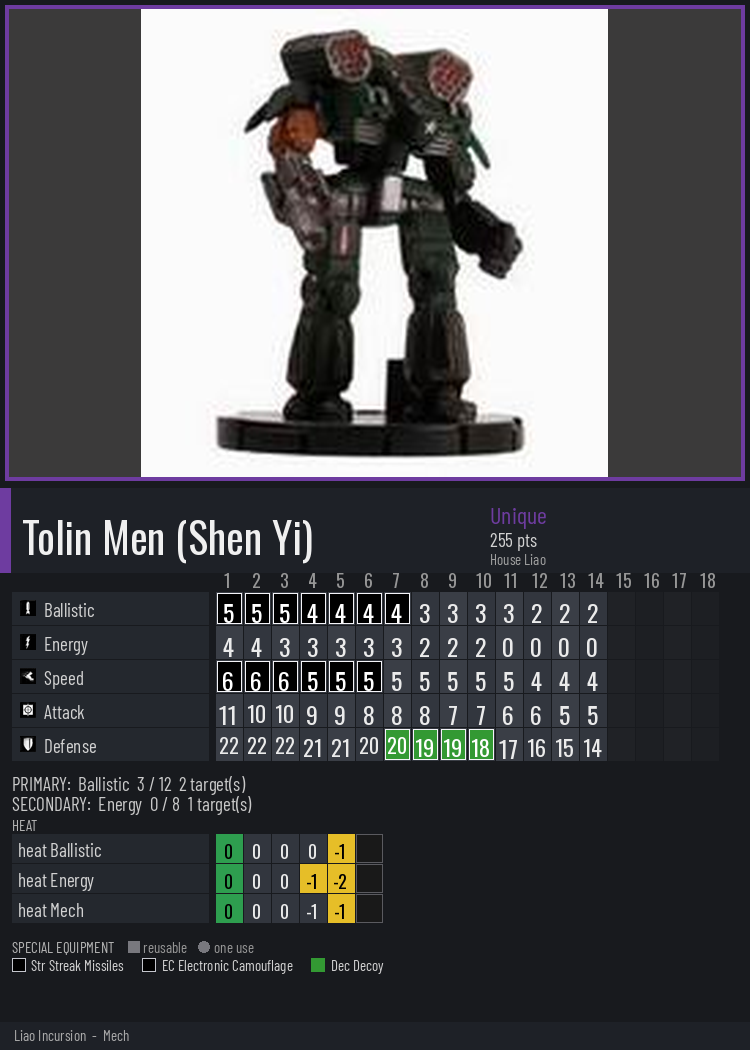 Tolin Men (Shen Yi)
Unique
255 pts
House Liao
1 2 3 4 5 6 7 8 9 10 11 12 13 14 15 16 17 18
Ballistic 5 5 5 4 4 4 4 3 3 3 3 2 2 2
Energy 4 4 3 3 3 3 3 2 2 2 0 0 0 0
Speed 6 6 6 5 5 5 5 5 5 5 5 4 4 4
Attack 11 10 10 9 9 8 8 8 7 7 6 6 5 5
Defense 22 22 22 21 21 20 20 19 19 18 17 16 15 14
PRIMARY: Ballistic 3 / 12 2 target(s)
SECONDARY: Energy 0 / 8 1 target(s)
HEAT
heat Ballistic 0 0 0 0 -1
heat Energy 0 0 0 -1 -2
heat Mech 0 0 0 -1 -1
SPECIAL EQUIPMENT reusable one use
Str Streak Missiles EC Electronic Camouflage Dec Decoy
Liao Incursion - Mech